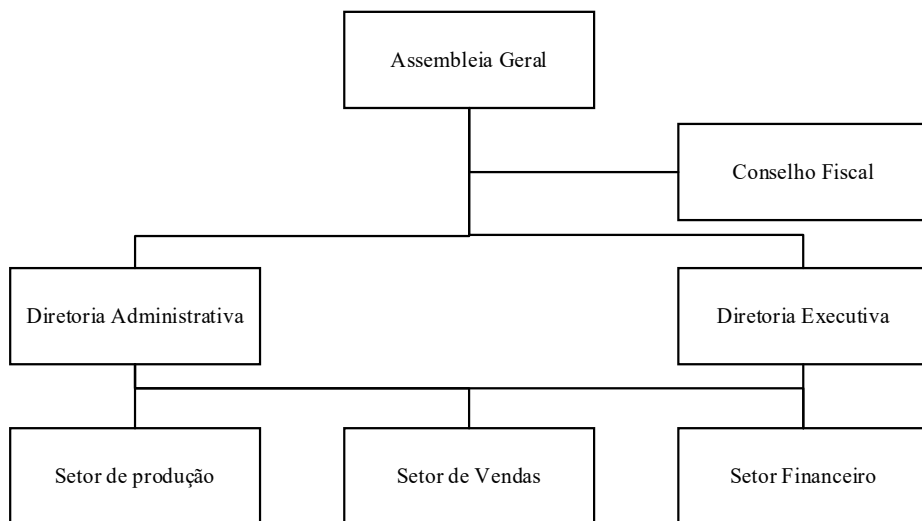 Assembleia Geral
Conselho Fiscal
Diretoria Administrativa
Diretoria Executiva
Setor de produção
Setor de Vendas
Setor Financeiro